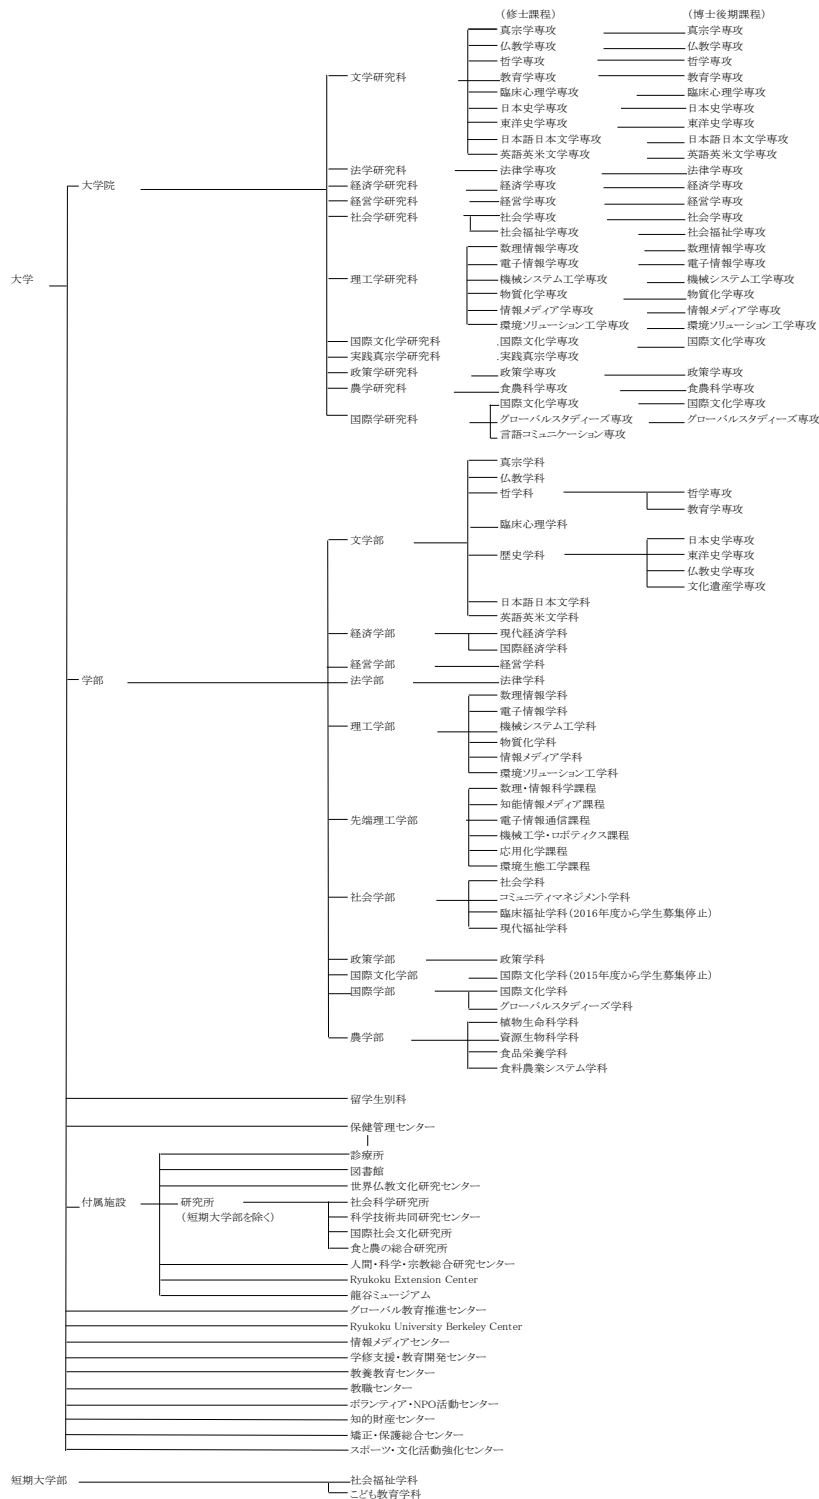 （修士課程） （博士後期課程）
真宗学専攻 真宗学専攻
仏教学専攻 仏教学専攻
哲学専攻 哲学専攻
文学研究科 教育学専攻 教育学専攻
臨床心理学専攻 臨床心理学専攻
日本史学専攻 日本史学専攻
東洋史学専攻 東洋史学専攻
日本語日本文学専攻 日本語日本文学専攻
英語英米文学専攻 英語英米文学専攻
法学研究科 法律学専攻 法律学専攻
大学院 経済学研究科 経済学専攻 経済学専攻
経営学研究科 経営学専攻 経営学専攻
社会学研究科 社会学専攻 社会学専攻
社会福祉学専攻 社会福祉学専攻
数理情報学専攻 数理情報学専攻
電子情報学専攻 電子情報学専攻
大学 理工学研究科 機械システム工学専攻 機械システム工学専攻
物質化学専攻 物質化学専攻
情報メディア学専攻 情報メディア学専攻
環境ソリューション工学専攻 環境ソリューション工学専攻
国際文化学研究科 国際文化学専攻 国際文化学専攻
実践真宗学研究科 実践真宗学専攻
政策学研究科 政策学専攻 政策学専攻
農学研究科 食農科学専攻 食農科学専攻
国際文化学専攻 国際文化学専攻
国際学研究科 グローバルスタディーズ専攻 グローバルスタディーズ専攻
言語コミュニケーション専攻
真宗学科
仏教学科
哲学科 哲学専攻
教育学専攻
臨床心理学科
文学部 日本史学専攻
歴史学科 東洋史学専攻
仏教史学専攻
文化遺産学専攻
日本語日本文学科
英語英米文学科
経済学部 現代経済学科
国際経済学科
経営学部 経営学科
学部 法学部 法律学科
数理情報学科
電子情報学科
理工学部 機械システム工学科
物質化学科
情報メディア学科
環境ソリューション工学科
数理・情報科学課程
知能情報メディア課程
先端理工学部 電子情報通信課程
機械工学・ロボティクス課程
応用化学課程
環境生態工学課程
社会学科
社会学部 コミュニティマネジメント学科
臨床福祉学科（2016年度から学生募集停止）
現代福祉学科
政策学部 政策学科
国際文化学部 国際文化学科（2015年度から学生募集停止）
国際学部 国際文化学科
グローバルスタディーズ学科
植物生命科学科
農学部 資源生物科学科
食品栄養学科
食料農業システム学科
留学生別科
保健管理センター
診療所
図書館
世界仏教文化研究センター
付属施設 研究所 社会科学研究所
（短期大学部を除く） 科学技術共同研究センター
国際社会文化研究所
食と農の総合研究所
人間・科学・宗教総合研究センター
Ryukoku Extension Center
龍谷ミュージアム
グローバル教育推進センター
Ryukoku University Berkeley Center
情報メディアセンター
学修支援・教育開発センター
教養教育センター
教職センター
ボランティア・NPO活動センター
知的財産センター
矯正・保護総合センター
スポーツ・文化活動強化センター
短期大学部 社会福祉学科
こども教育学科